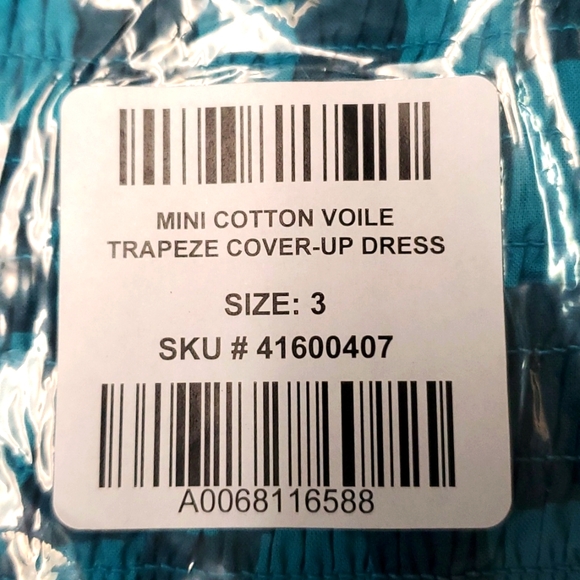 MINI COTTON VOILE
TRAPEZE COVER-UP DRESS
SIZE: 3
SKU # 41600407
A0068116588